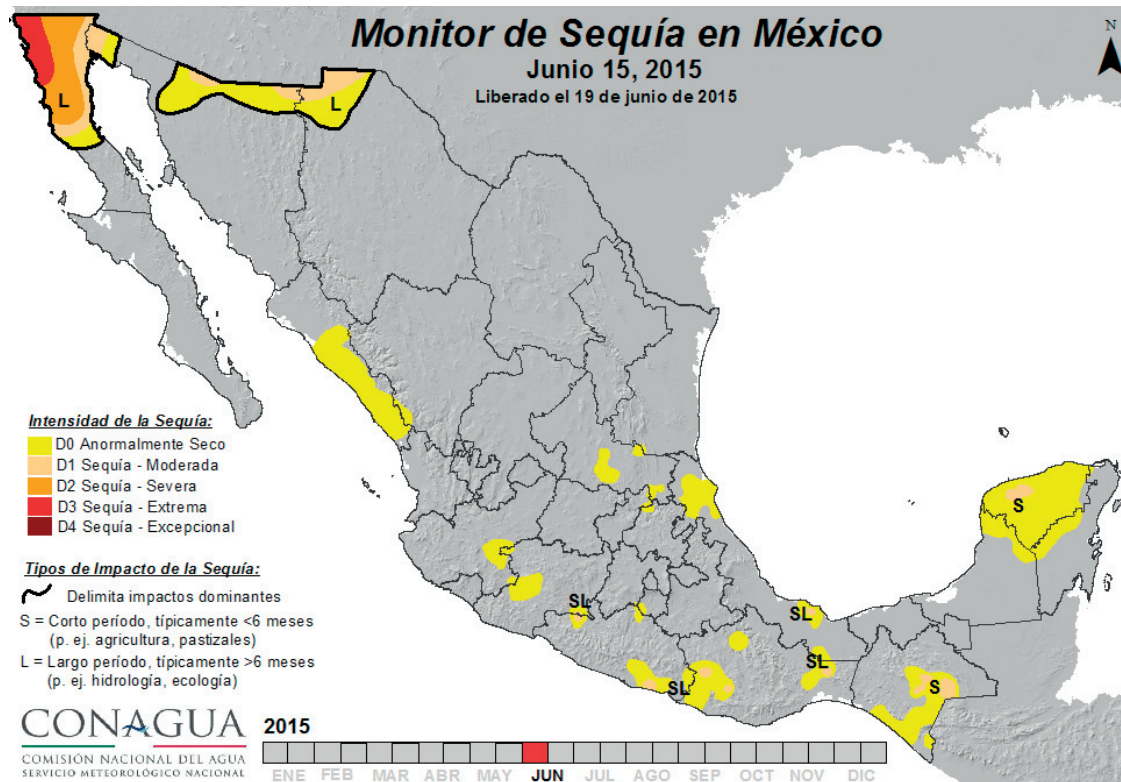 Monitor de Sequía en México
Junio 15, 2015
Liberado el 19 de junio de 2015
N
L
L
Intensidad de la Sequía:
D0 Anormalmente Seco
D1 Sequía - Moderada
D2 Sequía - Severa
D3 Sequía - Extrema
D4 Sequía - Excepcional
Tipos de Impacto de la Sequía:
Delimita impactos dominantes
S = Corto período, típicamente <6 meses
(p. ej. agricultura, pastizales)
L = Largo período, típicamente >6 meses
(p. ej. hidrología, ecología)
S
SL
SL
SL
SL
S
CONAGUA
COMISIÓN NACIONAL DEL AGUA
SERVICIO METEOROLÓGICO NACIONAL
2015
ENE FEB MAR ABR MAY JUN JUL AGO SEP OCT NOV DIC